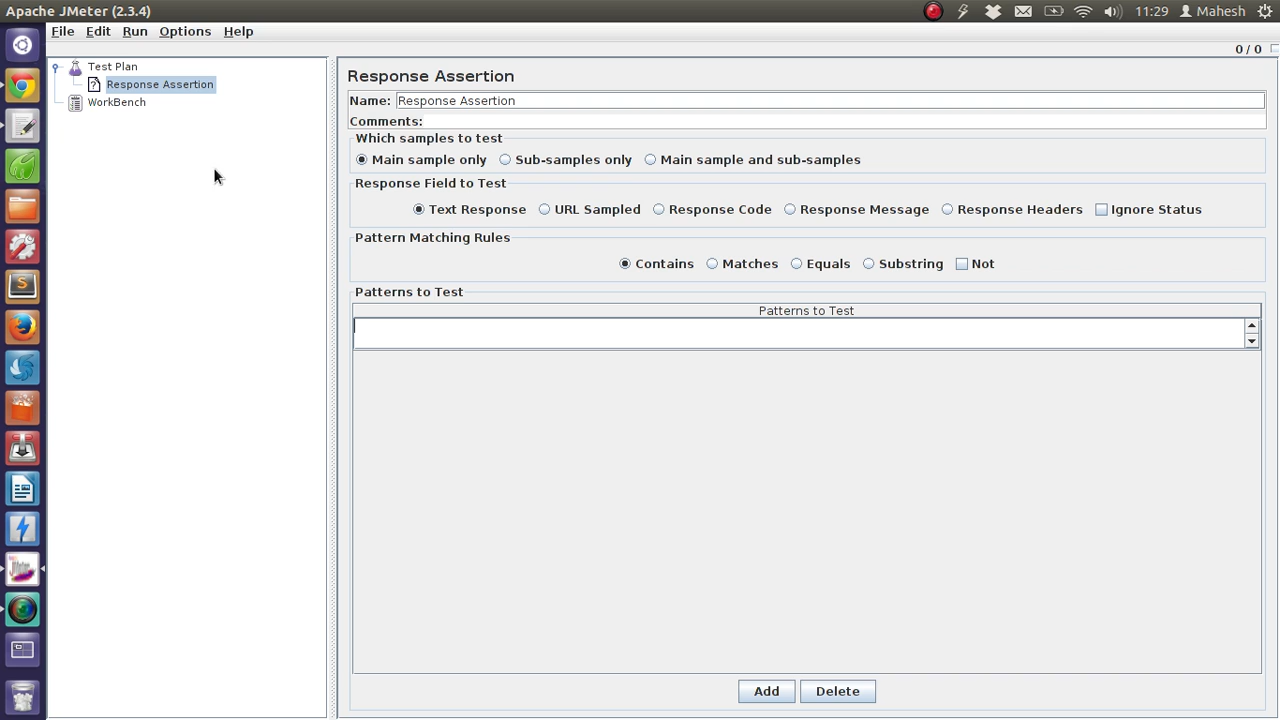 Apache JMeter (2.3.4)
11:29 Mahesh
File Edit Run Options Help
0 / 0
Test Plan
Response Assertion
WorkBench
Response Assertion
Name: Response Assertion
Comments:
Which samples to test
Main sample only Sub-samples only Main sample and sub-samples
Response Field to Test
Text Response URL Sampled Response Code Response Message Response Headers Ignore Status
Pattern Matching Rules
Contains Matches Equals Substring Not
Patterns to Test
Patterns to Test
Add Delete